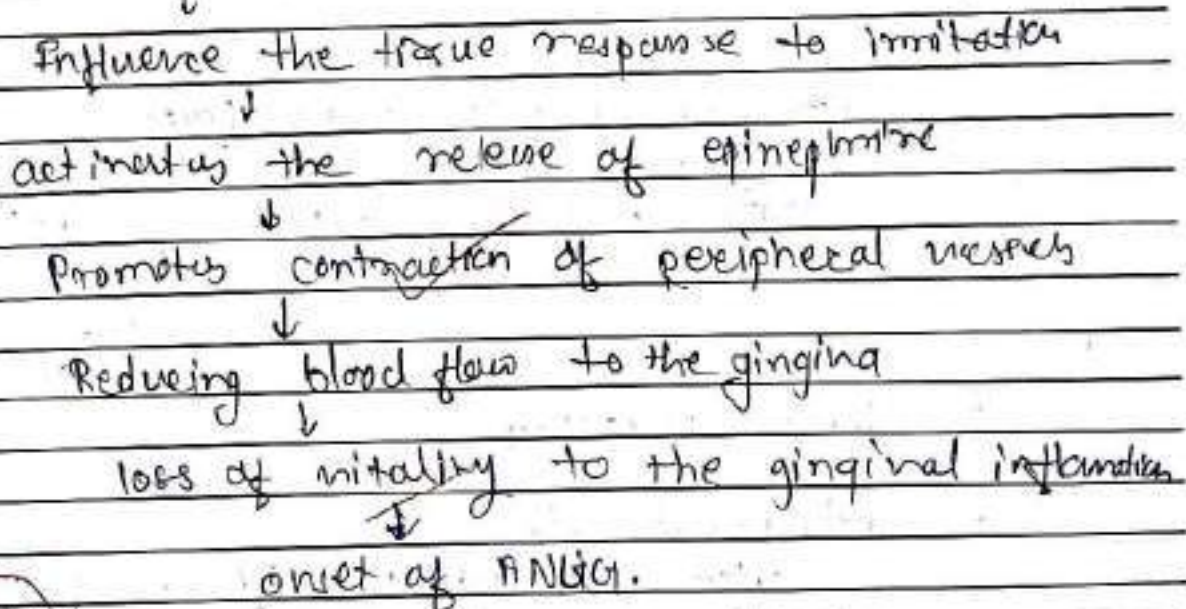 Influence the tissue response to irritation
↓
activates the release of epinephrine
↓
Promotes contraction of peripheral vessels
↓
Reducing blood flow to the gingiva
↓
loss of vitality to the gingival inflammation
↓
onset of ANUG.